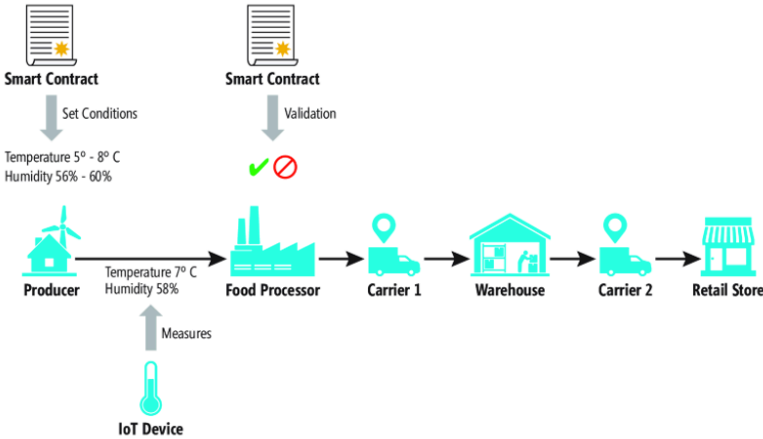 Smart Contract
Smart Contract
Set Conditions
Validation
Temperature 5º - 8º C
Humidity 56% - 60%
Temperature 7º C
Humidity 58%
Producer
Food Processor
Carrier 1
Warehouse
Carrier 2
Retail Store
Measures
IoT Device